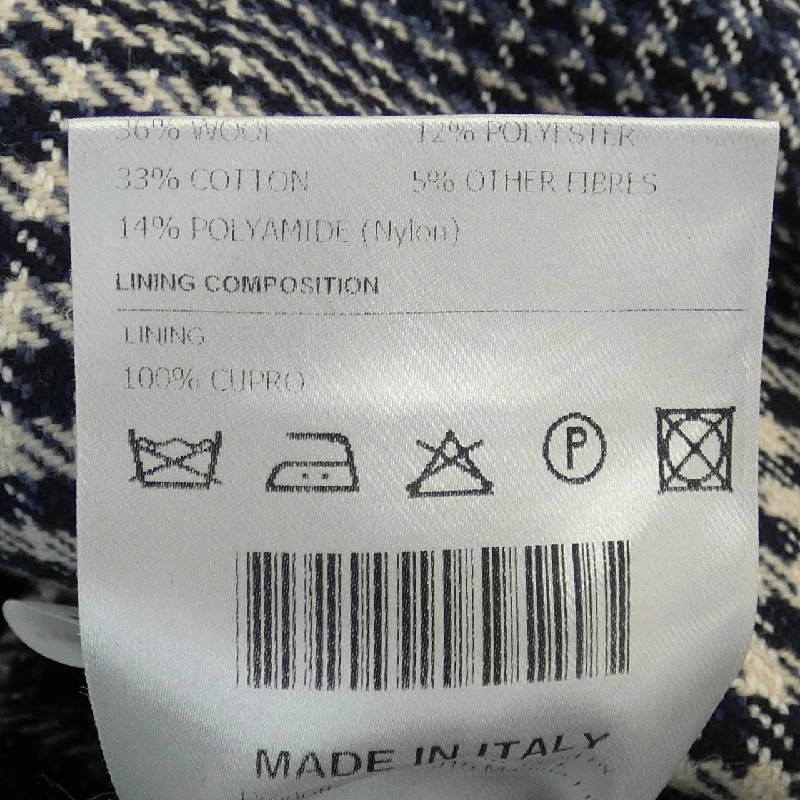 36% WOOL 12% POLYESTER
33% COTTON 5% OTHER FIBRES
14% POLYAMIDE (Nylon)
LINING COMPOSITION
LINING
100% CUPRO
P
MADE IN ITALY